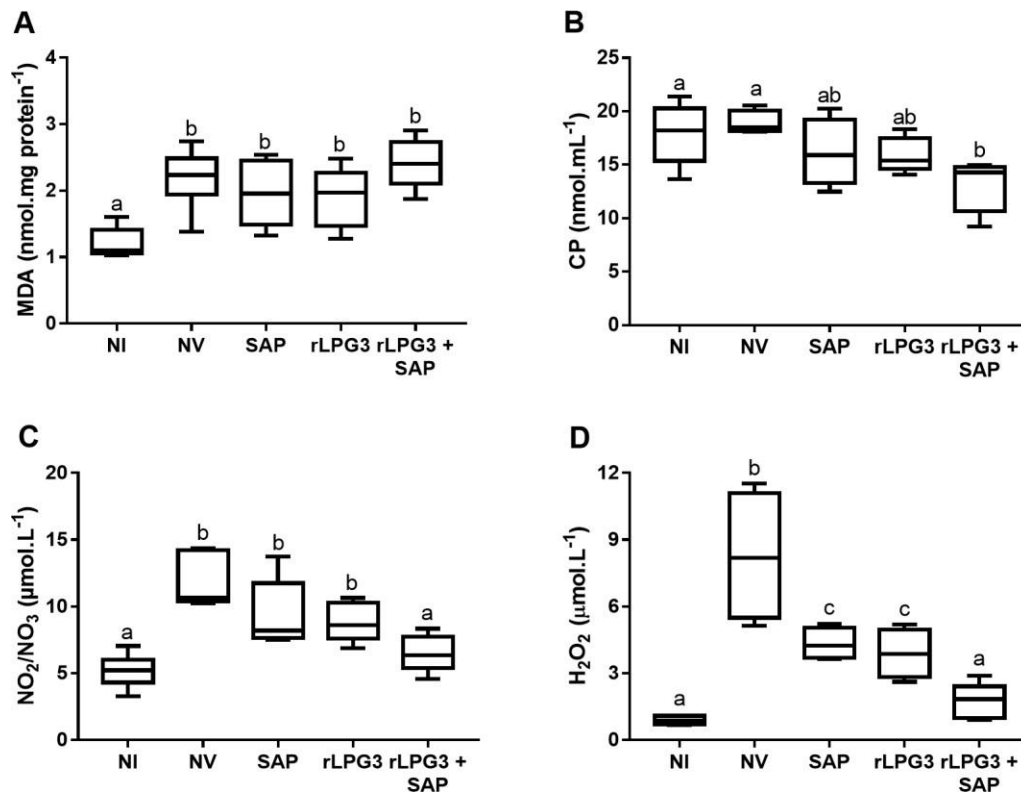 A
MDA (nmol.mg protein⁻¹)
4
3
2
1
0
a
b
b
b
b
NI
NV
SAP
rLPG3
rLPG3 +
SAP
B
CP (nmol.mL⁻¹)
25
20
15
10
5
0
a
a
ab
ab
b
NI
NV
SAP
rLPG3
rLPG3 +
SAP
C
NO₂/NO₃ (µmol.L⁻¹)
20
15
10
5
0
a
b
b
b
a
NI
NV
SAP
rLPG3
rLPG3 +
SAP
D
H₂O₂ (µmol.L⁻¹)
12
9
6
3
0
a
b
c
c
a
NI
NV
SAP
rLPG3
rLPG3 +
SAP